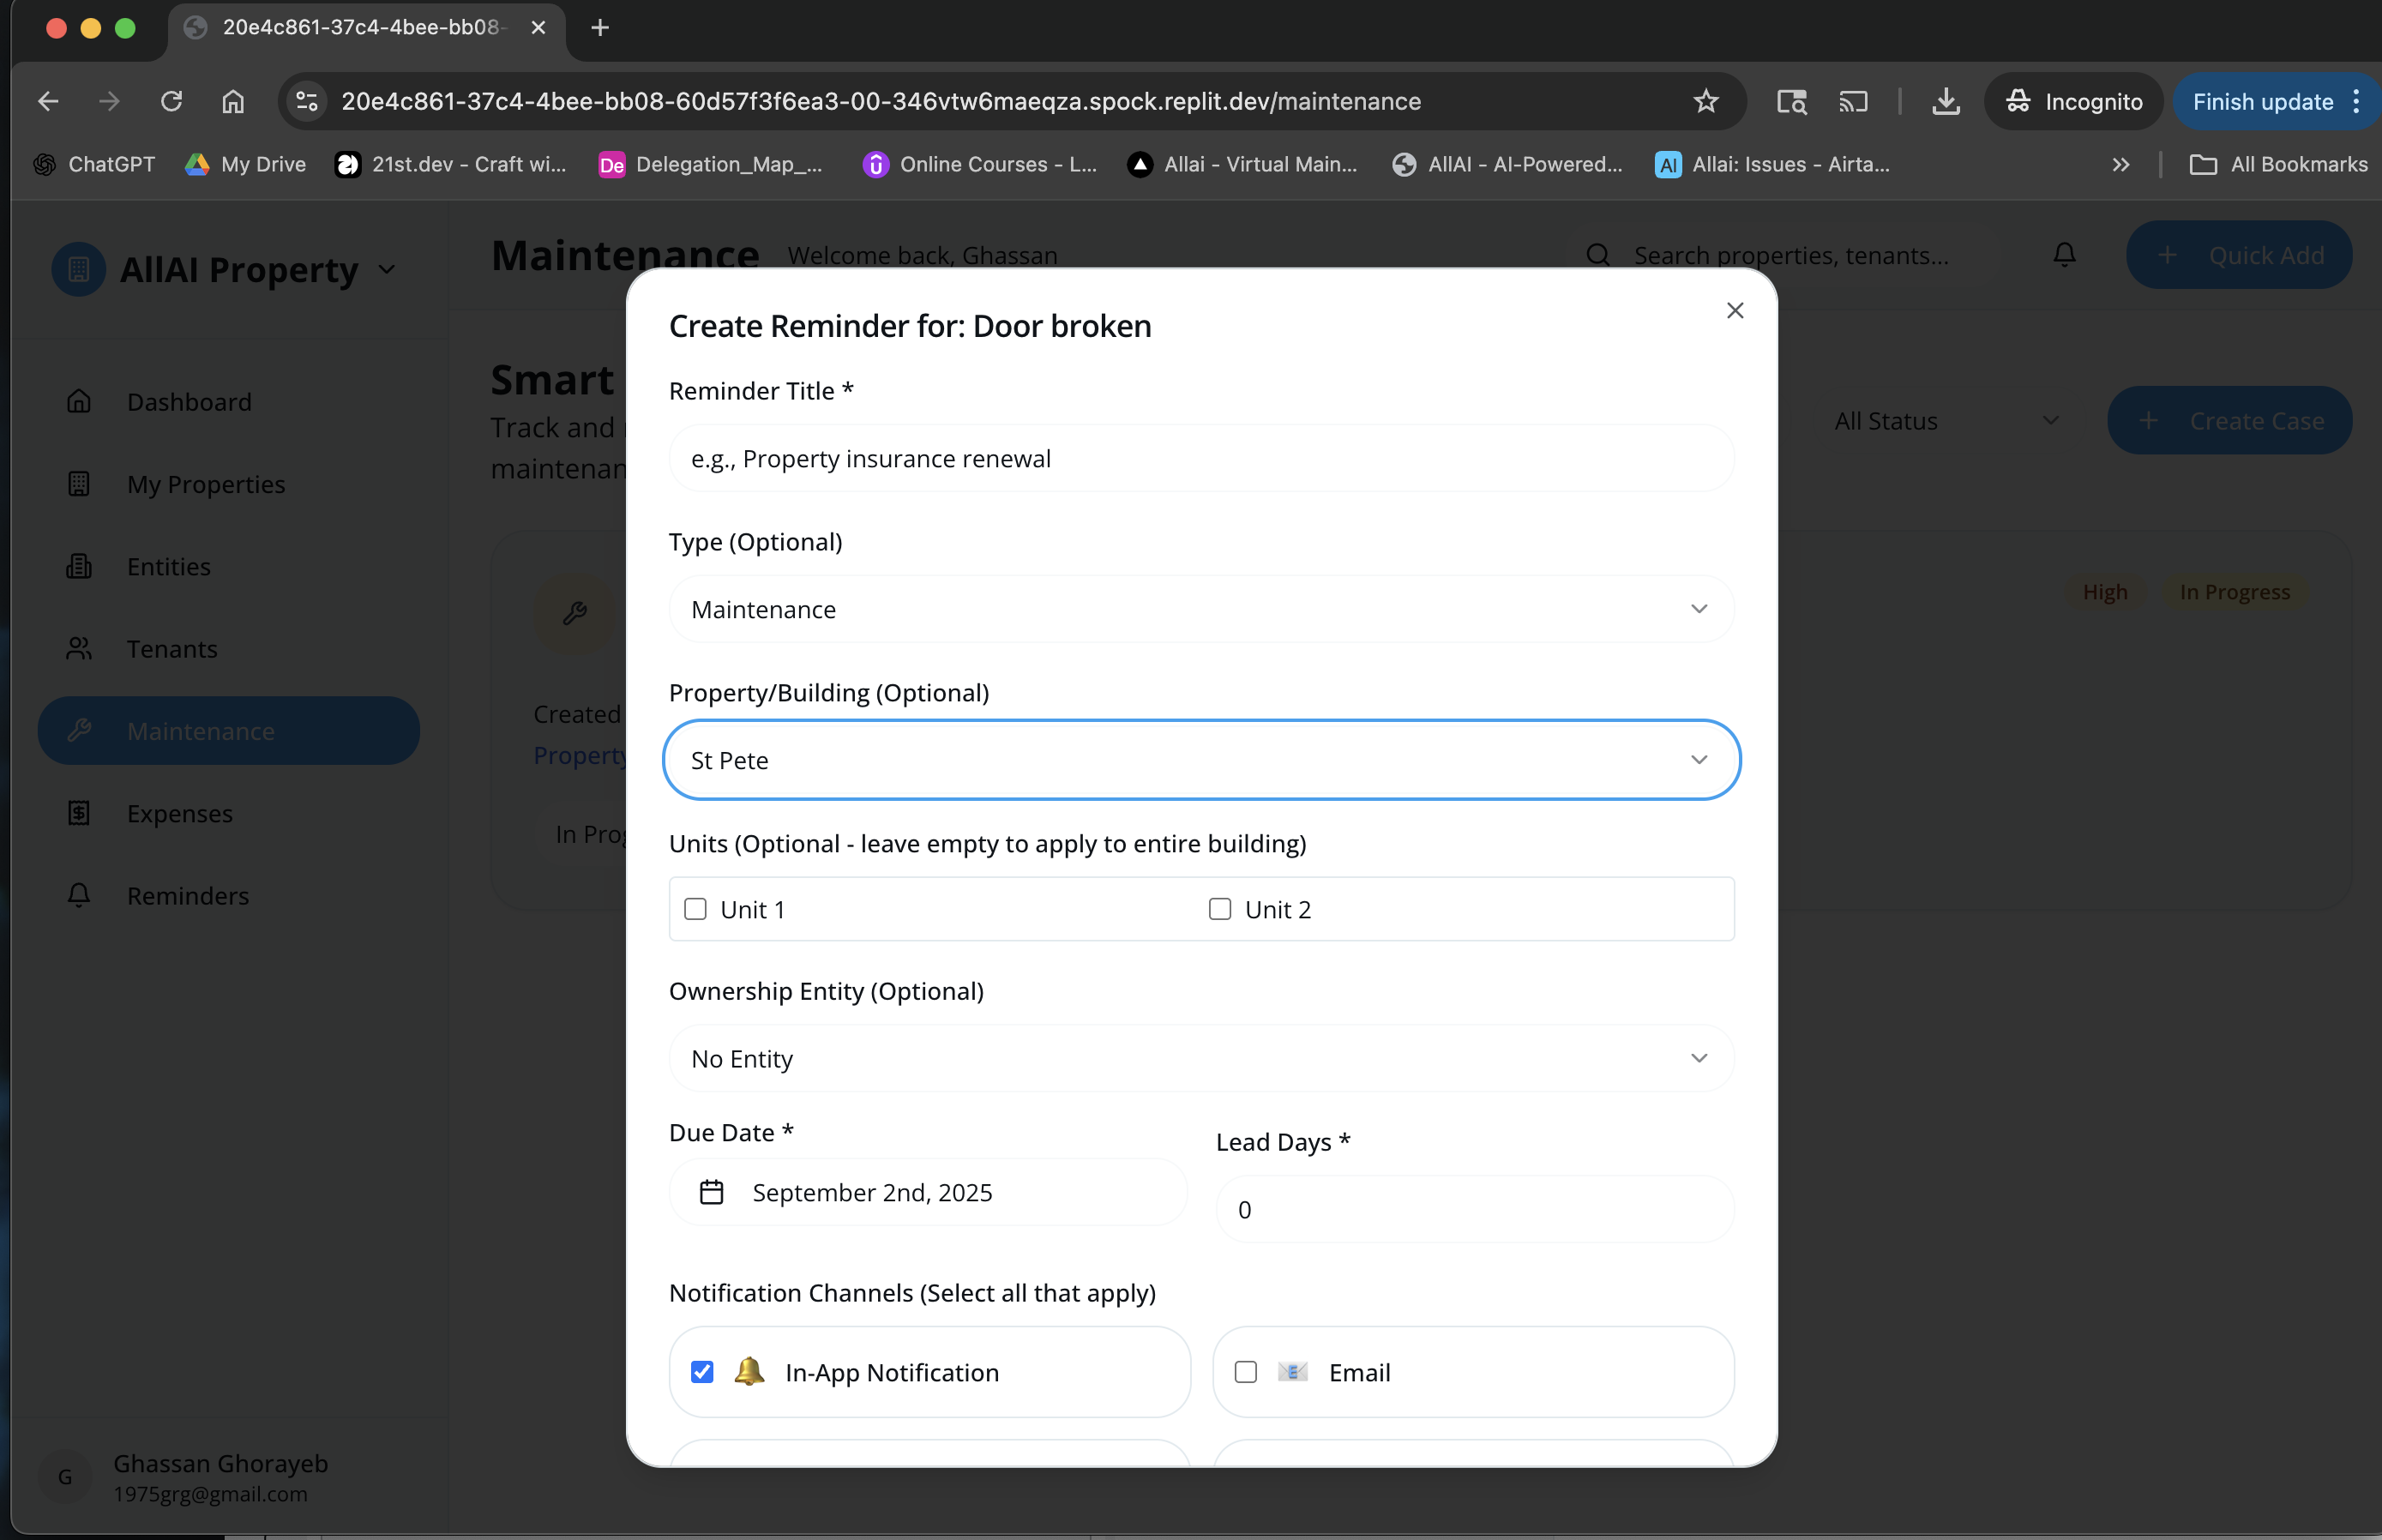 20e4c861-37c4-4bee-bb08-
20e4c861-37c4-4bee-bb08-60d57f3f6ea3-00-346vtw6maeqza.spock.replit.dev/maintenance
Incognito
Finish update
ChatGPT
My Drive
21st.dev - Craft wi...
De
Delegation_Map_...
Online Courses - L...
Allai - Virtual Main...
AllAI - AI-Powered...
AI
Allai: Issues - Airta...
All Bookmarks
AllAI Property
Maintenance
Welcome back, Ghassan
Search properties, tenants...
Quick Add
Dashboard
My Properties
Entities
Tenants
Maintenance
Expenses
Reminders
G
Ghassan Ghorayeb
1975grg@gmail.com
Smart
Track and
maintenan
All Status
Create Case
High
In Progress
Created
Property
In Prog
Create Reminder for: Door broken
Reminder Title *
e.g., Property insurance renewal
Type (Optional)
Maintenance
Property/Building (Optional)
St Pete
Units (Optional - leave empty to apply to entire building)
Unit 1
Unit 2
Ownership Entity (Optional)
No Entity
Due Date *
September 2nd, 2025
Lead Days *
0
Notification Channels (Select all that apply)
In-App Notification
Email